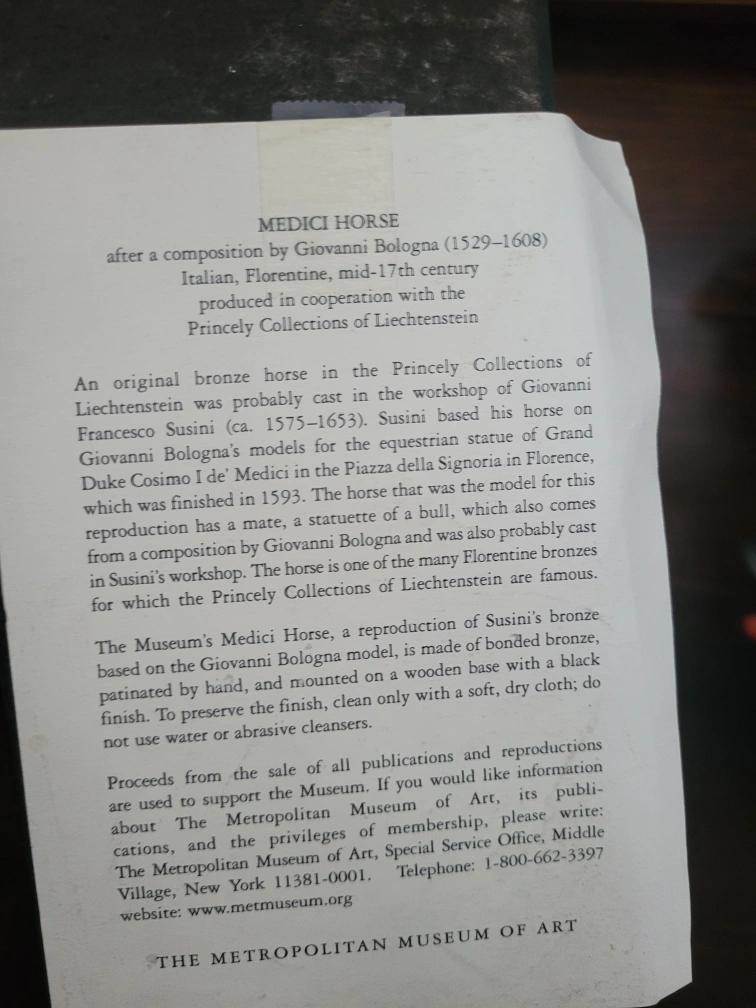 MEDICI HORSE
after a composition by Giovanni Bologna (1529–1608)
Italian, Florentine, mid-17th century
produced in cooperation with the
Princely Collections of Liechtenstein
An original bronze horse in the Princely Collections of
Liechtenstein was probably cast in the workshop of Giovanni
Francesco Susini (ca. 1575–1653). Susini based his horse on
Giovanni Bologna's models for the equestrian statue of Grand
Duke Cosimo I de' Medici in the Piazza della Signoria in Florence,
which was finished in 1593. The horse that was the model for this
reproduction has a mate, a statuette of a bull, which also comes
from a composition by Giovanni Bologna and was also probably cast
in Susini's workshop. The horse is one of the many Florentine bronzes
for which the Princely Collections of Liechtenstein are famous.
The Museum's Medici Horse, a reproduction of Susini's bronze
based on the Giovanni Bologna model, is made of bonded bronze,
patinated by hand, and mounted on a wooden base with a black
finish. To preserve the finish, clean only with a soft, dry cloth; do
not use water or abrasive cleansers.
Proceeds from the sale of all publications and reproductions
are used to support the Museum. If you would like information
about The Metropolitan Museum of Art, its publi-
cations, and the privileges of membership, please write:
The Metropolitan Museum of Art, Special Service Office, Middle
Village, New York 11381-0001. Telephone: 1-800-662-3397
website: www.metmuseum.org
THE METROPOLITAN MUSEUM OF ART